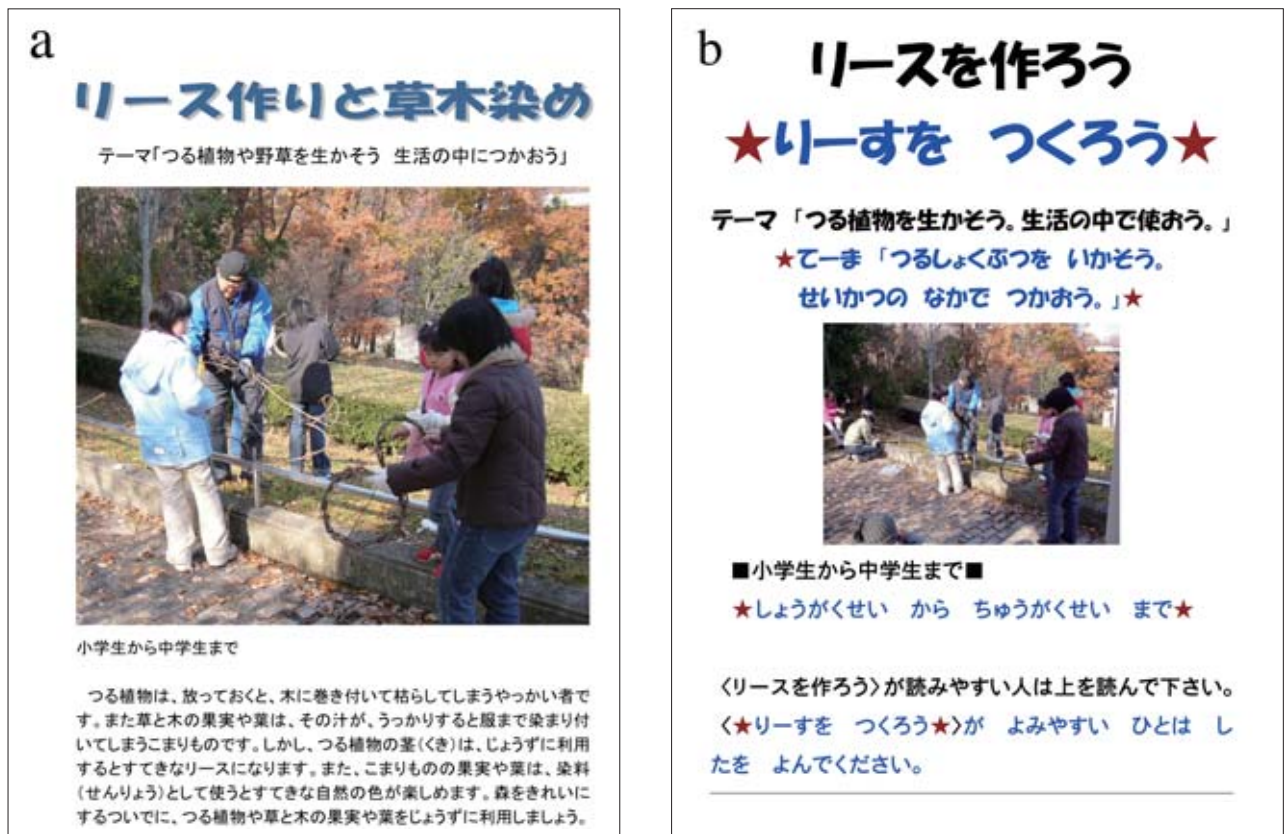 a
リース作りと草木染め
テーマ「つる植物や野草を生かそう 生活の中につかおう」
小学生から中学生まで
つる植物は、放っておくと、木に巻き付いて枯らしてしまうやっかい者で
す。また草と木の果実や葉は、その汁が、うっかりすると服まで染まり付
いてしまうこまりものです。しかし、つる植物の茎(くき)は、じょうずに利用
するとすてきなリースになります。また、こまりものの果実や葉は、染料
(せんりょう)として使うとすてきな自然の色が楽しめます。森をきれいに
するついでに、つる植物や草と木の果実や葉をじょうずに利用しましょう。
b
リースを作ろう
★りーすを つくろう★
テーマ 「つる植物を生かそう。生活の中で使おう。」
★てーま 「つるしょくぶつを いかそう。
せいかつの なかで つかおう。」★
■小学生から中学生まで■
★しょうがくせい から ちゅうがくせい まで★
〈リースを作ろう〉が読みやすい人は上を読んで下さい。
〈★りーすを つくろう★〉が よみやすい ひとは し
たを よんでください。